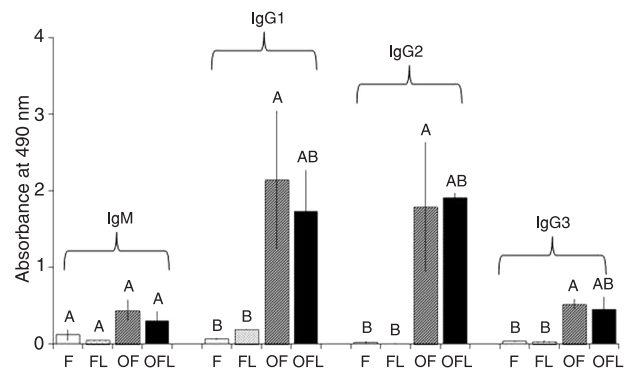 IgG1
4
IgG2
A
3
A
AB
AB
2
IgM
IgG3
1
A
AB
A
A
A
A
B
B
B
B
B
B
0
F FL OF OFL F FL OF OFL F FL OF OFL F FL OF OFL
Absorbance at 490 nm